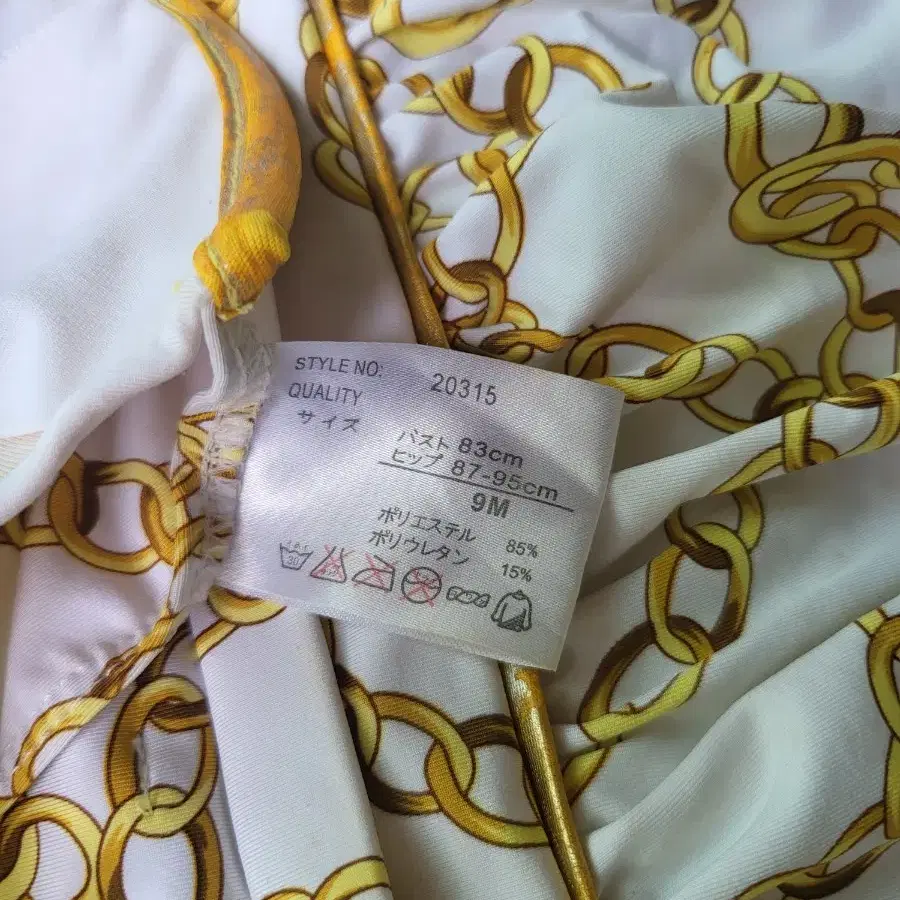 STYLE NO: 20315
QUALITY
サイズ
バスト 83cm
ヒップ 87-95cm
9M
ポリエステル 85%
ポリウレタン 15%